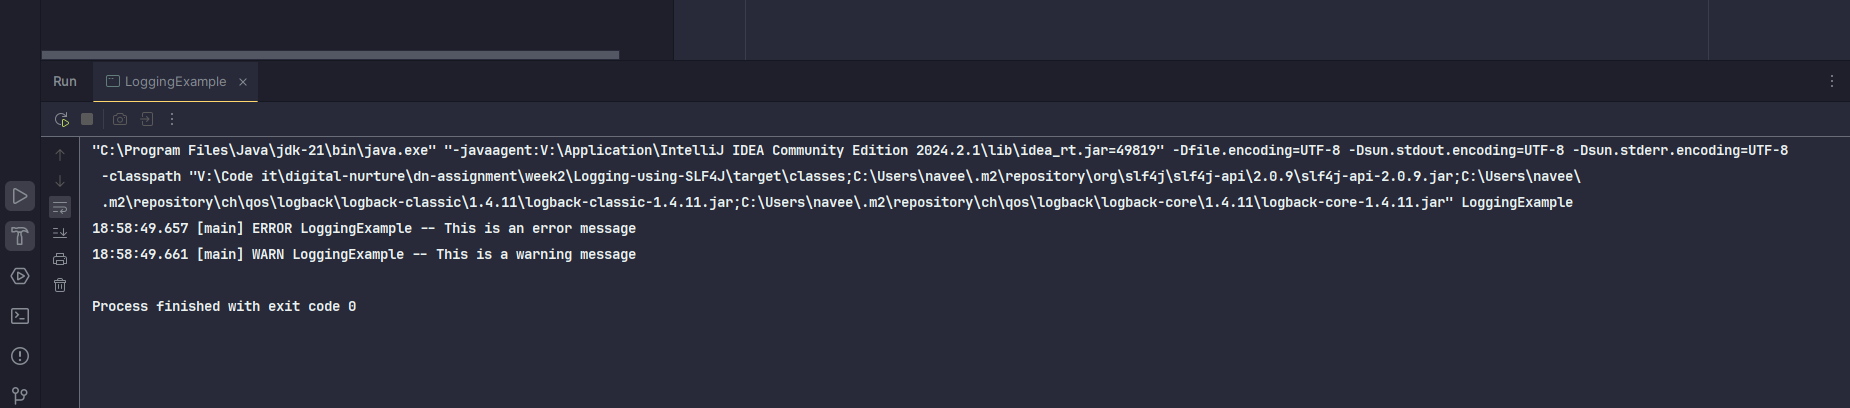 Run
LoggingExample
"C:\Program Files\Java\jdk-21\bin\java.exe" "-javaagent:V:\Application\IntelliJ IDEA Community Edition 2024.2.1\lib\idea_rt.jar=49819" -Dfile.encoding=UTF-8 -Dsun.stdout.encoding=UTF-8 -Dsun.stderr.encoding=UTF-8
-classpath "V:\Code it\digital-nurture\dn-assignment\week2\Logging-using-SLF4J\target\classes;C:\Users\navee\.m2\repository\org\slf4j\slf4j-api\2.0.9\slf4j-api-2.0.9.jar;C:\Users\navee\
.m2\repository\ch\qos\logback\logback-classic\1.4.11\logback-classic-1.4.11.jar;C:\Users\navee\.m2\repository\ch\qos\logback\logback-core\1.4.11\logback-core-1.4.11.jar" LoggingExample
18:58:49.657 [main] ERROR LoggingExample -- This is an error message
18:58:49.661 [main] WARN LoggingExample -- This is a warning message
Process finished with exit code 0